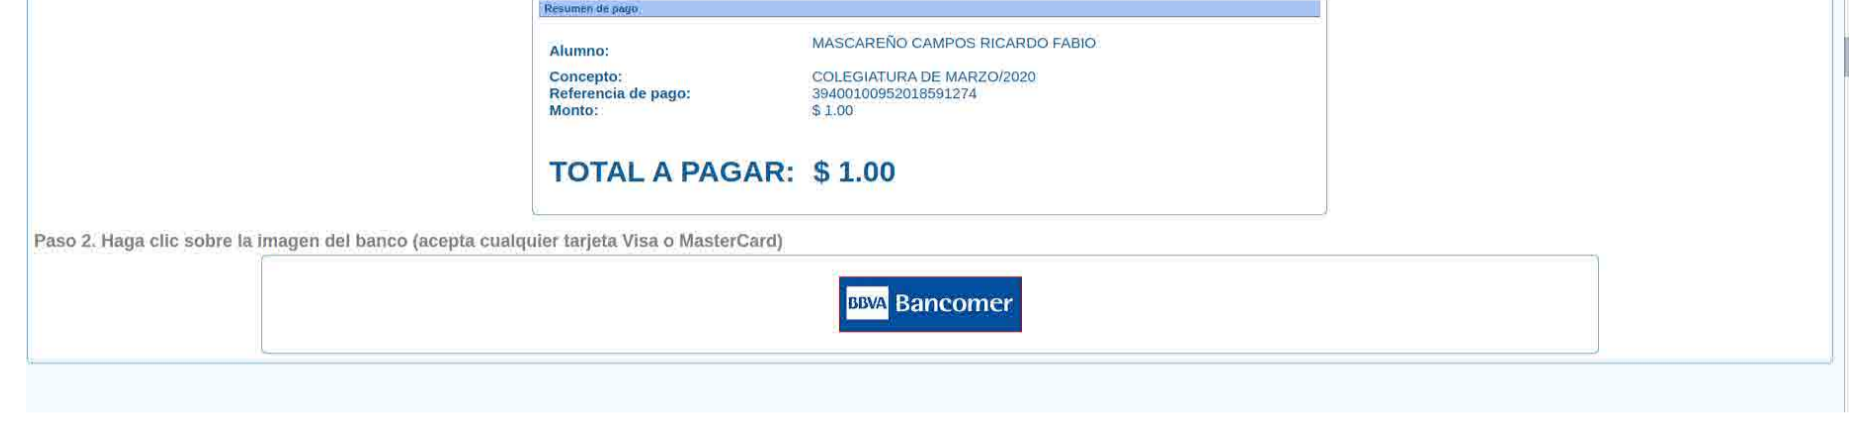 Resumen de pago
Alumno: MASCAREÑO CAMPOS RICARDO FABIO
Concepto: COLEGIATURA DE MARZO/2020
Referencia de pago: 39400100952018591274
Monto: $ 1.00
TOTAL A PAGAR: $ 1.00
Paso 2. Haga clic sobre la imagen del banco (acepta cualquier tarjeta Visa o MasterCard)
BBVA Bancomer